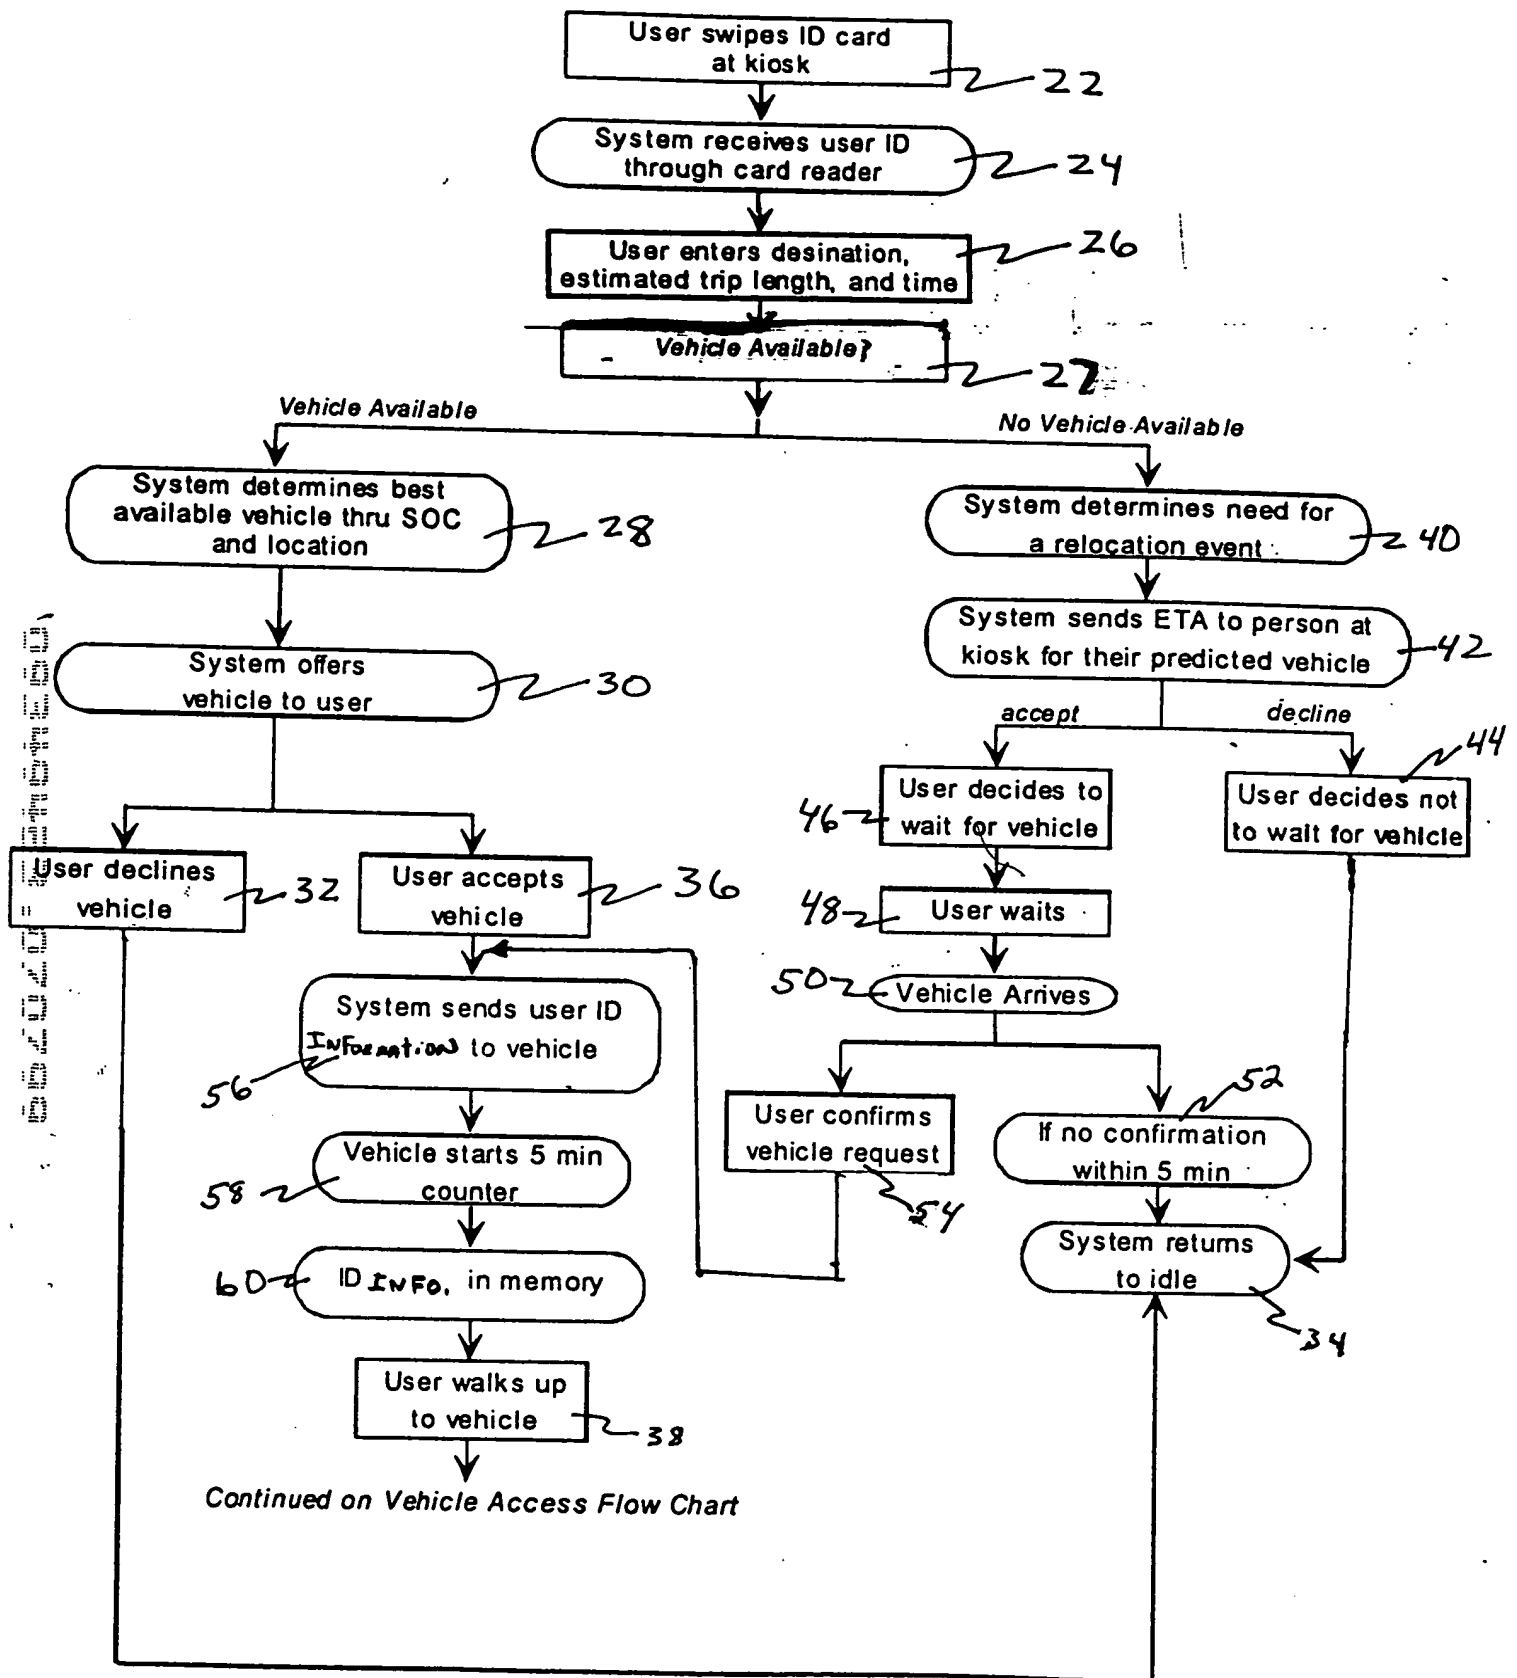 User swipes ID card
at kiosk
22
System receives user ID
through card reader
24
User enters desination,
estimated trip length, and time
26
Vehicle Available?
27
Vehicle Available
No Vehicle Available
System determines best
available vehicle thru SOC
and location
28
System determines need for
a relocation event
40
System offers
vehicle to user
30
System sends ETA to person at
kiosk for their predicted vehicle
42
accept
decline
User declines
vehicle
32
User accepts
vehicle
36
46
User decides to
wait for vehicle
User decides not
to wait for vehicle
44
48
User waits
50
Vehicle Arrives
System sends user ID
INFORMATION to vehicle
56
User confirms
vehicle request
54
If no confirmation
within 5 min
52
Vehicle starts 5 min
counter
58
System returns
to idle
34
60
ID INFO. in memory
User walks up
to vehicle
38
Continued on Vehicle Access Flow Chart